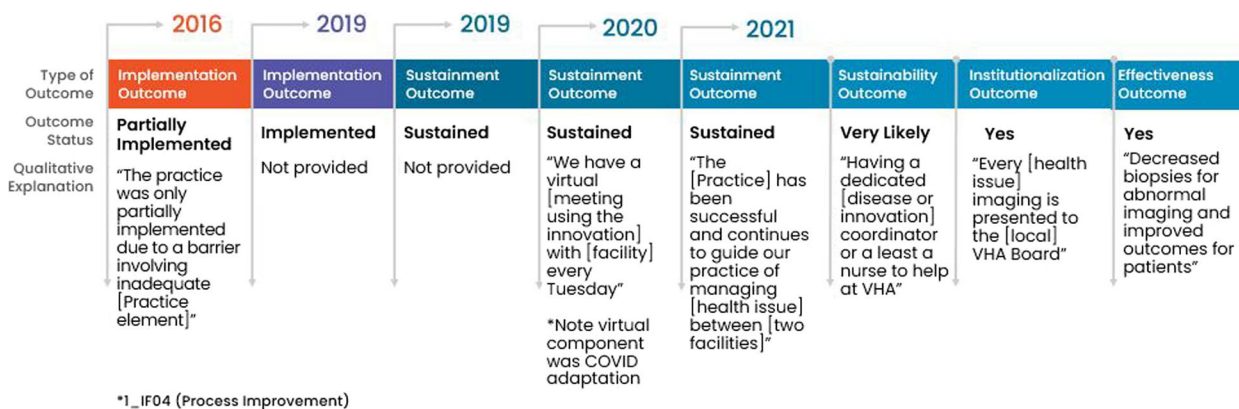 2016
2019
2019
2020
2021
Type of
Outcome
Implementation
Outcome
Implementation
Outcome
Sustainment
Outcome
Sustainment
Outcome
Sustainment
Outcome
Sustainability
Outcome
Institutionalization
Outcome
Effectiveness
Outcome
Outcome
Status
Partially
Implemented
Implemented
Sustained
Sustained
Sustained
Very Likely
Yes
Yes
Qualitative
Explanation
“The practice
was only
partially
implemented
due to a barrier
involving
inadequate
[Practice
element]”
Not provided
Not provided
“We have a
virtual
[meeting
using the
innovation]
with [facility]
every
Tuesday”
*Note virtual
component
was COVID
adaptation
“The
[Practice] has
been
successful
and continues
to guide our
practice of
managing
[health issue]
between [two
facilities]”
“Having a
dedicated
[disease or
innovation]
coordinator
or a least a
nurse to help
at VHA”
“Every [health
issue]
imaging is
presented to
the [local]
VHA Board”
“Decreased
biopsies for
abnormal
imaging and
improved
outcomes for
patients”
*1_IF04 (Process Improvement)